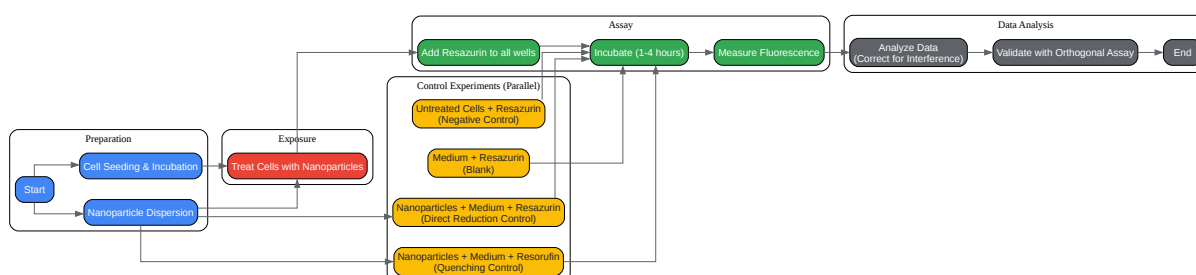 Preparation
Start
Cell Seeding & Incubation
Nanoparticle Dispersion
Exposure
Treat Cells with Nanoparticles
Control Experiments (Parallel)
Untreated Cells + Resazurin
(Negative Control)
Medium + Resazurin
(Blank)
Nanoparticles + Medium + Resazurin
(Direct Reduction Control)
Nanoparticles + Medium + Resorufin
(Quenching Control)
Assay
Add Resazurin to all wells
Incubate (1-4 hours)
Measure Fluorescence
Data Analysis
Analyze Data
(Correct for Interference)
Validate with Orthogonal Assay
End